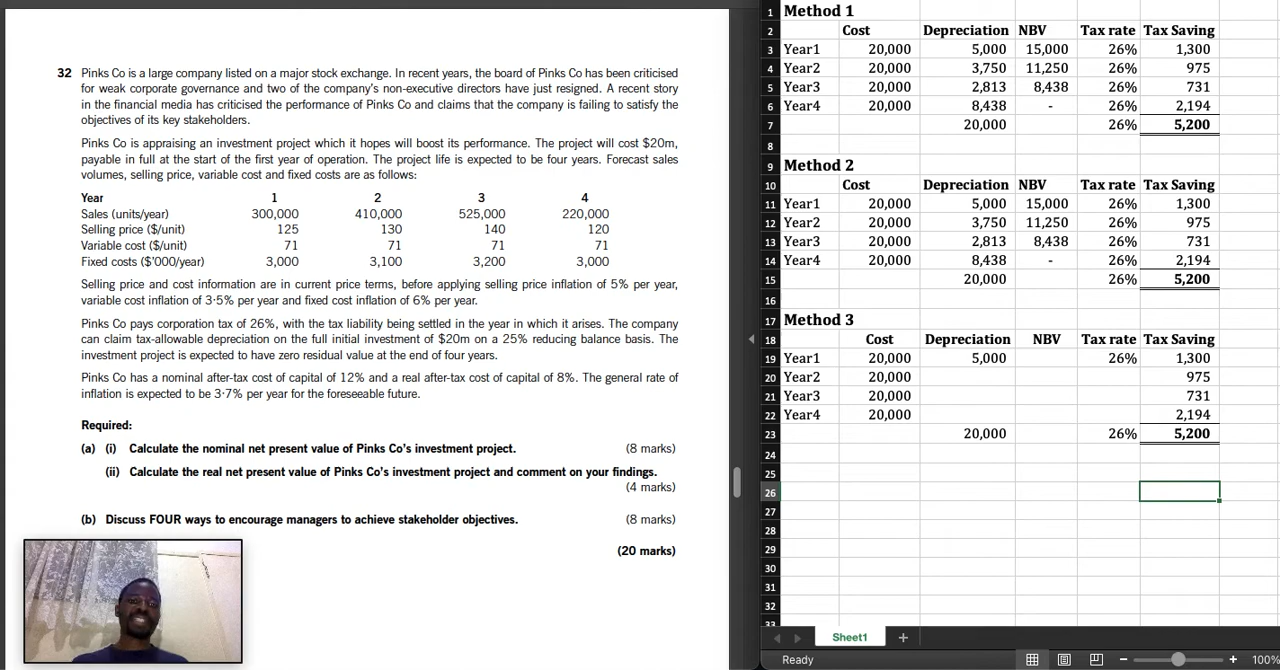 32 Pinks Co is a large company listed on a major stock exchange. In recent years, the board of Pinks Co has been criticised
for weak corporate governance and two of the company's non-executive directors have just resigned. A recent story
in the financial media has criticised the performance of Pinks Co and claims that the company is failing to satisfy the
objectives of its key stakeholders.
Pinks Co is appraising an investment project which it hopes will boost its performance. The project will cost $20m,
payable in full at the start of the first year of operation. The project life is expected to be four years. Forecast sales
volumes, selling price, variable cost and fixed costs are as follows:
Year 1 2 3 4
Sales (units/year) 300,000 410,000 525,000 220,000
Selling price ($/unit) 125 130 140 120
Variable cost ($/unit) 71 71 71 71
Fixed costs ($'000/year) 3,000 3,100 3,200 3,000
Selling price and cost information are in current price terms, before applying selling price inflation of 5% per year,
variable cost inflation of 3·5% per year and fixed cost inflation of 6% per year.
Pinks Co pays corporation tax of 26%, with the tax liability being settled in the year in which it arises. The company
can claim tax-allowable depreciation on the full initial investment of $20m on a 25% reducing balance basis. The
investment project is expected to have zero residual value at the end of four years.
Pinks Co has a nominal after-tax cost of capital of 12% and a real after-tax cost of capital of 8%. The general rate of
inflation is expected to be 3·7% per year for the foreseeable future.
Required:
(a) (i) Calculate the nominal net present value of Pinks Co's investment project. (8 marks)
(ii) Calculate the real net present value of Pinks Co's investment project and comment on your findings.
(4 marks)
(b) Discuss FOUR ways to encourage managers to achieve stakeholder objectives. (8 marks)
(20 marks)
1 Method 1
2 Cost Depreciation NBV Tax rate Tax Saving
3 Year1 20,000 5,000 15,000 26% 1,300
4 Year2 20,000 3,750 11,250 26% 975
5 Year3 20,000 2,813 8,438 26% 731
6 Year4 20,000 8,438 - 26% 2,194
7 20,000 26% 5,200
8
9 Method 2
10 Cost Depreciation NBV Tax rate Tax Saving
11 Year1 20,000 5,000 15,000 26% 1,300
12 Year2 20,000 3,750 11,250 26% 975
13 Year3 20,000 2,813 8,438 26% 731
14 Year4 20,000 8,438 - 26% 2,194
15 20,000 26% 5,200
16
17 Method 3
18 Cost Depreciation NBV Tax rate Tax Saving
19 Year1 20,000 5,000 26% 1,300
20 Year2 20,000 975
21 Year3 20,000 731
22 Year4 20,000 2,194
23 20,000 26% 5,200
24
25
26
27
28
29
30
31
32
33
Sheet1 +
Ready - + 100%